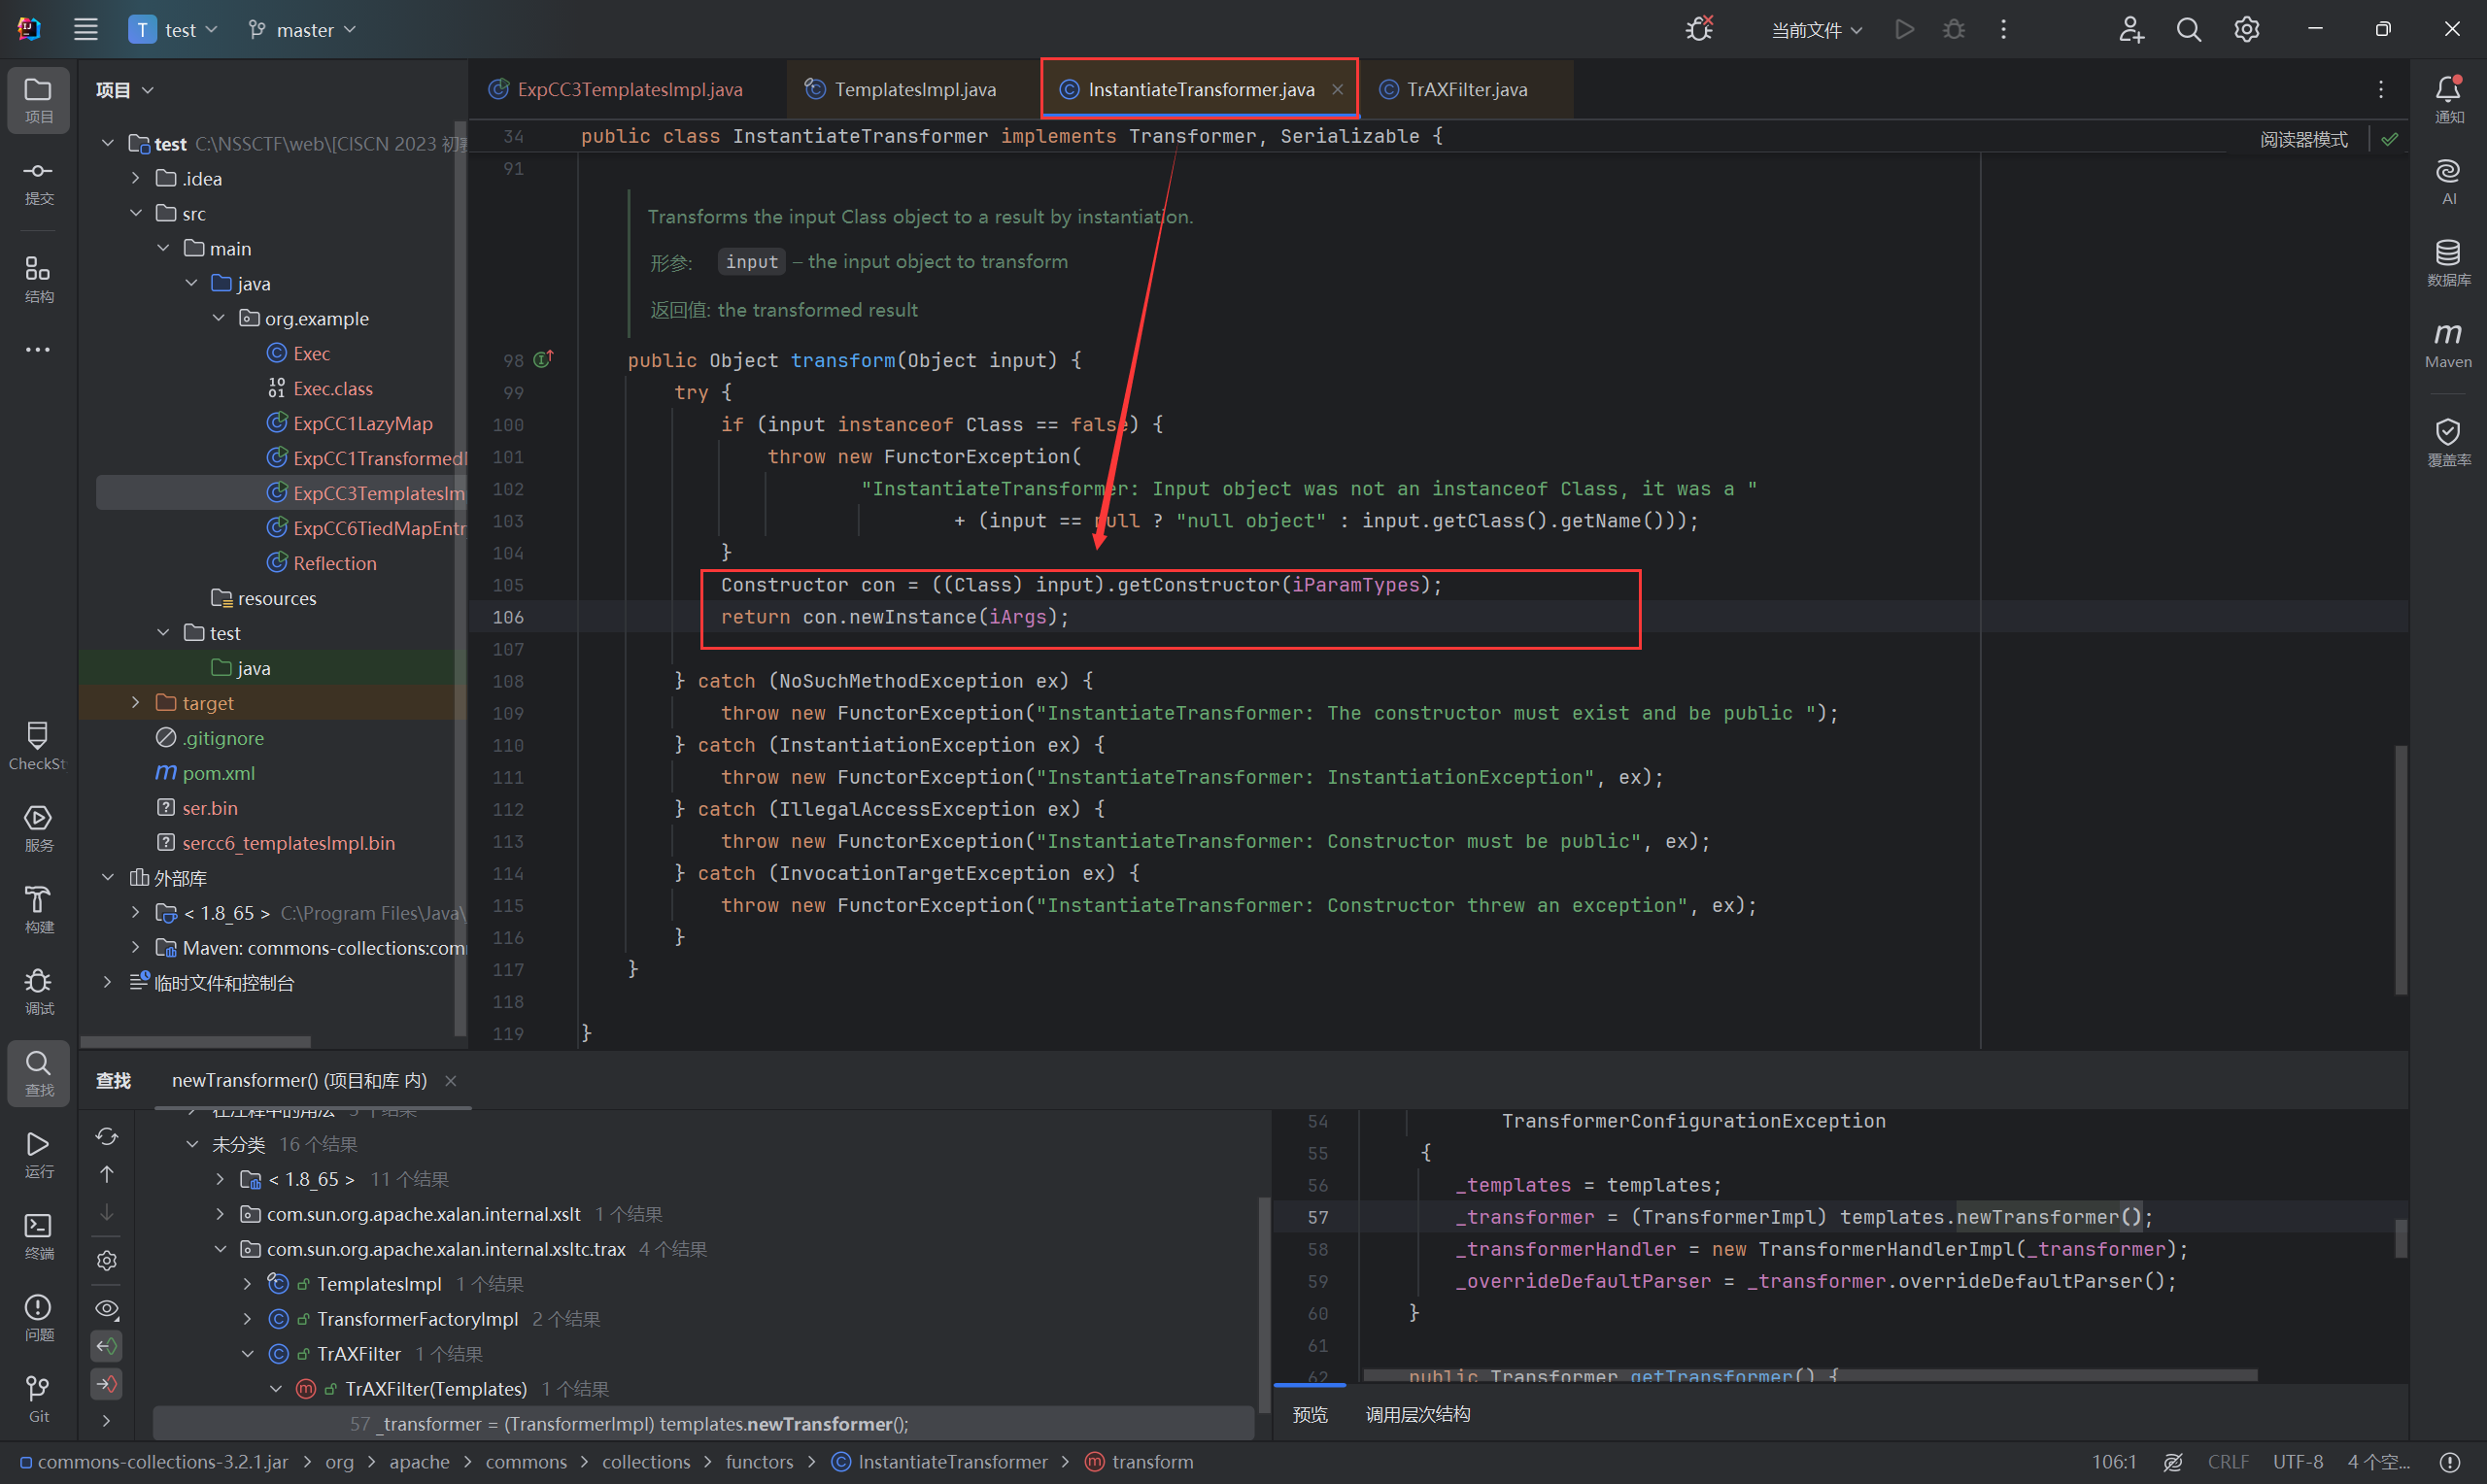 T test master 当前文件
项目
ExpCC3TemplatesImpl.java TemplatesImpl.java InstantiateTransformer.java TrAXFilter.java
项目
提交
结构
CheckSt
服务
构建
调试
查找
运行
终端
问题
Git
test C:\NSSCTF\web\[CISCN 2023 初
.idea
src
main
java
org.example
Exec
Exec.class
ExpCC1LazyMap
ExpCC1Transformed
ExpCC3TemplatesIm
ExpCC6TiedMapEntr
Reflection
resources
test
java
target
.gitignore
pom.xml
ser.bin
sercc6_templatesImpl.bin
外部库
< 1.8_65 > C:\Program Files\Java\
Maven: commons-collections:com
临时文件和控制台
34 public class InstantiateTransformer implements Transformer, Serializable {
阅读器模式
91
Transforms the input Class object to a result by instantiation.
形参: input – the input object to transform
返回值: the transformed result
98 public Object transform(Object input) {
99 try {
100 if (input instanceof Class == false) {
101 throw new FunctorException(
102 "InstantiateTransformer: Input object was not an instanceof Class, it was a "
103 + (input == null ? "null object" : input.getClass().getName()));
104 }
105 Constructor con = ((Class) input).getConstructor(iParamTypes);
106 return con.newInstance(iArgs);
107
108 } catch (NoSuchMethodException ex) {
109 throw new FunctorException("InstantiateTransformer: The constructor must exist and be public ");
110 } catch (InstantiationException ex) {
111 throw new FunctorException("InstantiateTransformer: InstantiationException", ex);
112 } catch (IllegalAccessException ex) {
113 throw new FunctorException("InstantiateTransformer: Constructor must be public", ex);
114 } catch (InvocationTargetException ex) {
115 throw new FunctorException("InstantiateTransformer: Constructor threw an exception", ex);
116 }
117 }
118
119 }
通知
AI
数据库
m
Maven
覆盖率
查找 newTransformer() (项目和库 内)
未分类 16 个结果
< 1.8_65 > 11 个结果
com.sun.org.apache.xalan.internal.xslt 1 个结果
com.sun.org.apache.xalan.internal.xsltc.trax 4 个结果
TemplatesImpl 1 个结果
TransformerFactoryImpl 2 个结果
TrAXFilter 1 个结果
TrAXFilter(Templates) 1 个结果
57 _transformer = (TransformerImpl) templates.newTransformer();
54 TransformerConfigurationException
55 {
56 _templates = templates;
57 _transformer = (TransformerImpl) templates.newTransformer();
58 _transformerHandler = new TransformerHandlerImpl(_transformer);
59 _overrideDefaultParser = _transformer.overrideDefaultParser();
60 }
61
62 public Transformer getTransformer() {
预览 调用层次结构
commons-collections-3.2.1.jar > org > apache > commons > collections > functors > InstantiateTransformer > transform
106:1 CRLF UTF-8 4 个空...